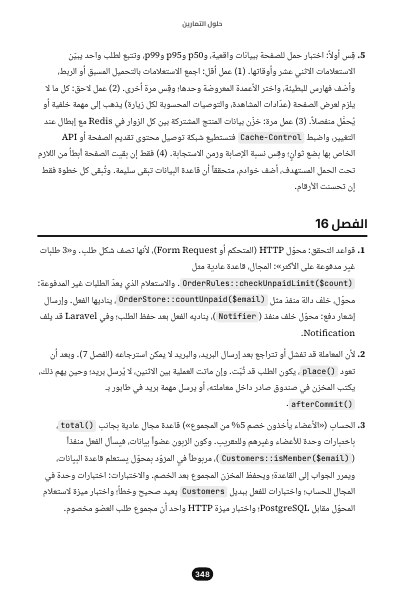 حلول التمارين
5. قِس أولاً: اختبار حمل للصفحة ببيانات واقعية، وp50 وp95 وp99، وتتبع لطلب واحد يبيّن
الاستعلامات الاثني عشر وأوقاتها. (1) عمل أقل: اجمع الاستعلامات بالتحميل المسبق أو الربط،
وأضف فهارس للبطيئة، واختر الأعمدة المعروضة وحدها؛ وقِس مرة أخرى. (2) عمل لاحق: كل ما لا
يلزم لعرض الصفحة (عدّادات المشاهدة، والتوصيات المحسوبة لكل زيارة) يذهب إلى مهمة خلفية أو
يُحمَّل منفصلاً. (3) عمل مرة: خزّن بيانات المنتج المشتركة بين كل الزوار في Redis مع إبطال عند
التغيير، واضبط Cache-Control فتستطيع شبكة توصيل محتوى تقديم الصفحة أو API
الخاص بها بضع ثوانٍ؛ وقِس نسبة الإصابة وزمن الاستجابة. (4) فقط إن بقيت الصفحة أبطأ من اللازم
تحت الحمل المستهدف، أضف خوادم، متحققاً أن قاعدة البيانات تبقى سليمة. وتُبقى كل خطوة فقط
إن تحسنت الأرقام.
الفصل 16
1. قواعد التحقق: محوّل HTTP (المتحكم أو Form Request)، لأنها تصف شكل طلب. و«3 طلبات
غير مدفوعة على الأكثر»: المجال، قاعدة عادية مثل
OrderRules::checkUnpaidLimit($count) . والاستعلام الذي يعدّ الطلبات غير المدفوعة:
محوّل، خلف دالة منفذ مثل OrderStore::countUnpaid($email)، يناديها الفعل. وإرسال
إشعار دفع: محوّل خلف منفذ (Notifier)، يناديه الفعل بعد حفظ الطلب؛ وفي Laravel قد يلف
Notification.
2. لأن المعاملة قد تفشل أو تتراجع بعد إرسال البريد، والبريد لا يمكن استرجاعه (الفصل 7). وبعد أن
تعود place()، يكون الطلب قد ثُبّت. وإن ماتت العملية بين الاثنين، لا يُرسل بريد؛ وحين يهم ذلك،
يكتب المخزن في صندوق صادر داخل معاملته، أو يرسل مهمة بريد في طابور بـ
afterCommit() .
3. الحساب («الأعضاء يأخذون خصم 5% من المجموع») قاعدة مجال عادية بجانب total()،
باختبارات وحدة للأعضاء وغيرهم وللتقريب. وكون الزبون عضواً بيانات، فيسأل الفعل منفذاً
(Customers::isMember($email))، مربوطاً في المزوّد بمحوّل يستعلم قاعدة البيانات،
ويمرر الجواب إلى القاعدة؛ ويحفظ المخزن المجموع بعد الخصم. والاختبارات: اختبارات وحدة في
المجال للحساب؛ واختبارات للفعل ببديل Customers يعيد صحيح وخطأ؛ واختبار ميزة لاستعلام
المحوّل مقابل PostgreSQL؛ واختبار ميزة HTTP واحد أن مجموع طلب العضو مخصوم.
348